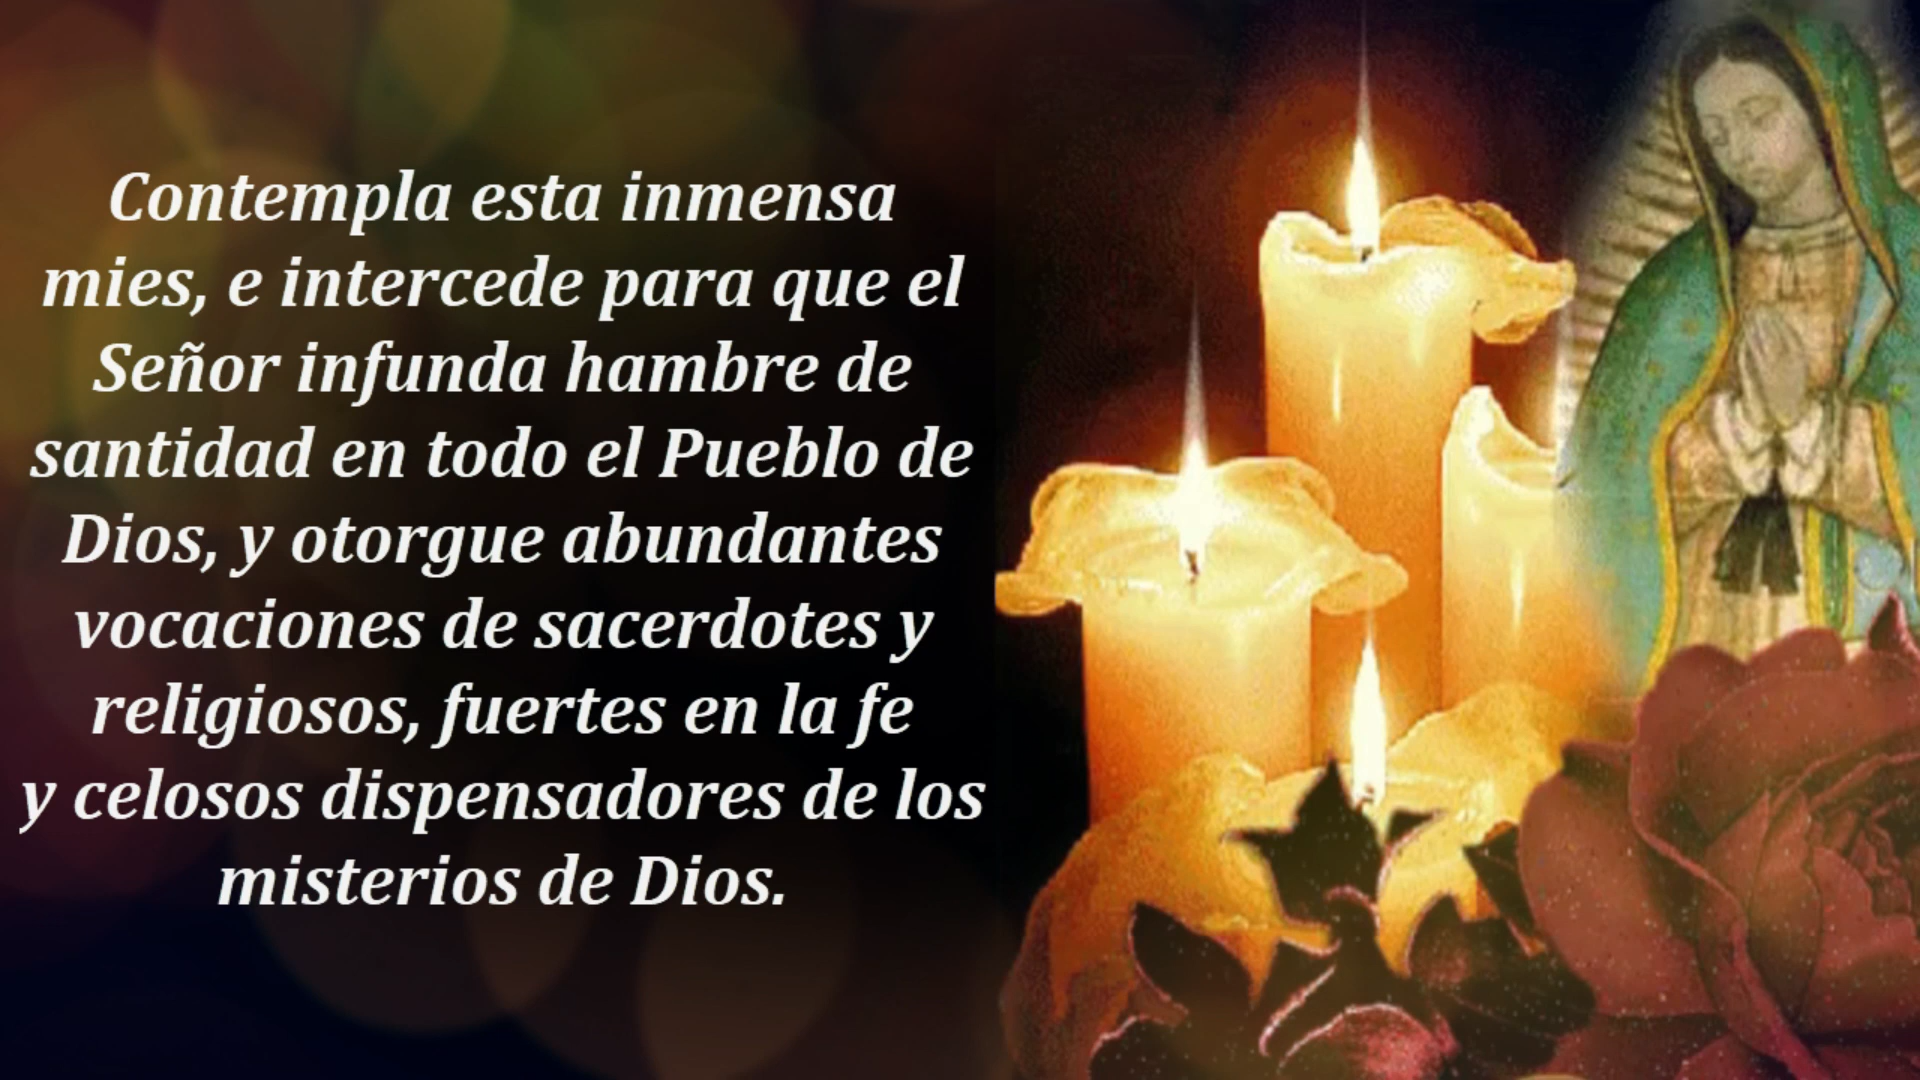 Contempla esta inmensa
mies, e intercede para que el
Señor infunda hambre de
santidad en todo el Pueblo de
Dios, y otorgue abundantes
vocaciones de sacerdotes y
religiosos, fuertes en la fe
y celosos dispensadores de los
misterios de Dios.